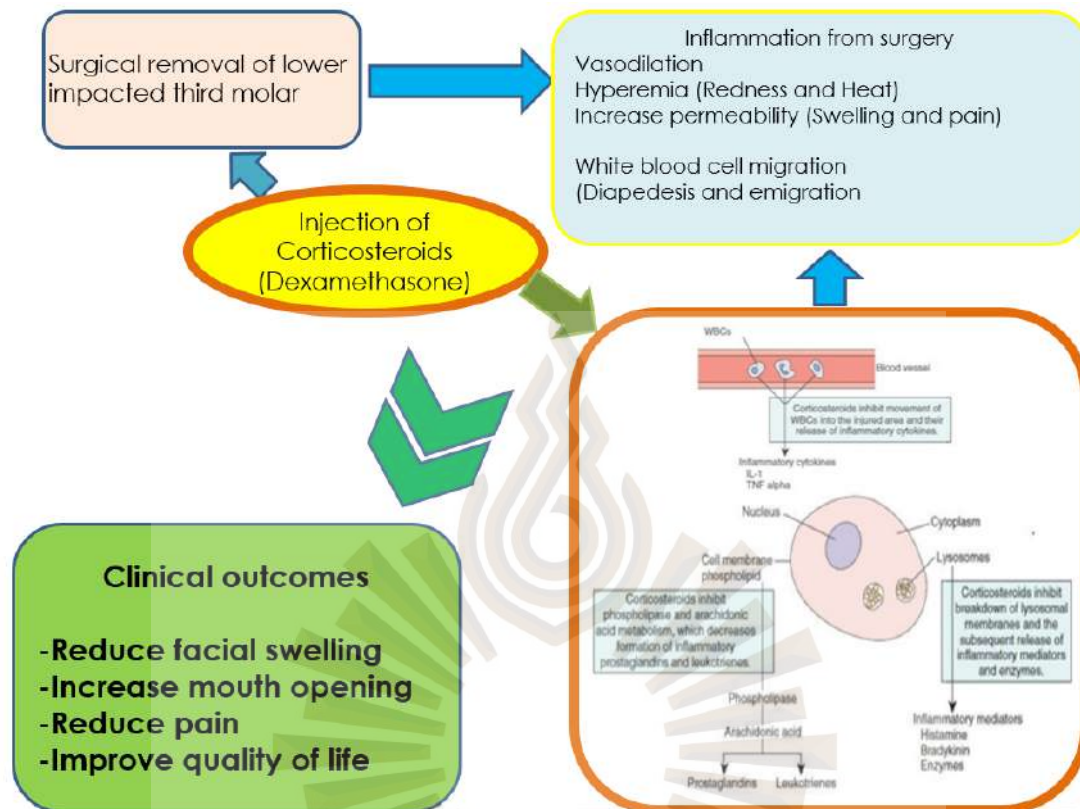 Surgical removal of lower
impacted third molar
Inflammation from surgery
Vasodilation
Hyperemia (Redness and Heat)
Increase permeability (Swelling and pain)
White blood cell migration
(Diapedesis and emigration
Injection of
Corticosteroids
(Dexamethasone)
WBCs
Blood vessel
Corticosteroids inhibit movement of
WBCs into the injured area and their
release of inflammatory cytokines.
Inflammatory cytokines
IL-1
TNF alpha
Nucleus
Cytoplasm
Lysosomes
Cell membrane
phospholipid
Corticosteroids inhibit
phospholipase and arachidonic
acid metabolism, which decreases
formation of inflammatory
prostaglandins and leukotrienes.
Corticosteroids inhibit
breakdown of lysosomal
membranes and the
subsequent release of
inflammatory mediators
and enzymes.
Phospholipase
Arachidonic acid
Prostaglandins
Leukotrienes
Inflammatory mediators
Histamine
Bradykinin
Enzymes
Clinical outcomes
-Reduce facial swelling
-Increase mouth opening
-Reduce pain
-Improve quality of life